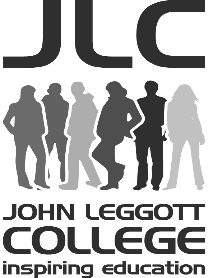 JLC
JOHN LEGGOTT
COLLEGE
inspiring education